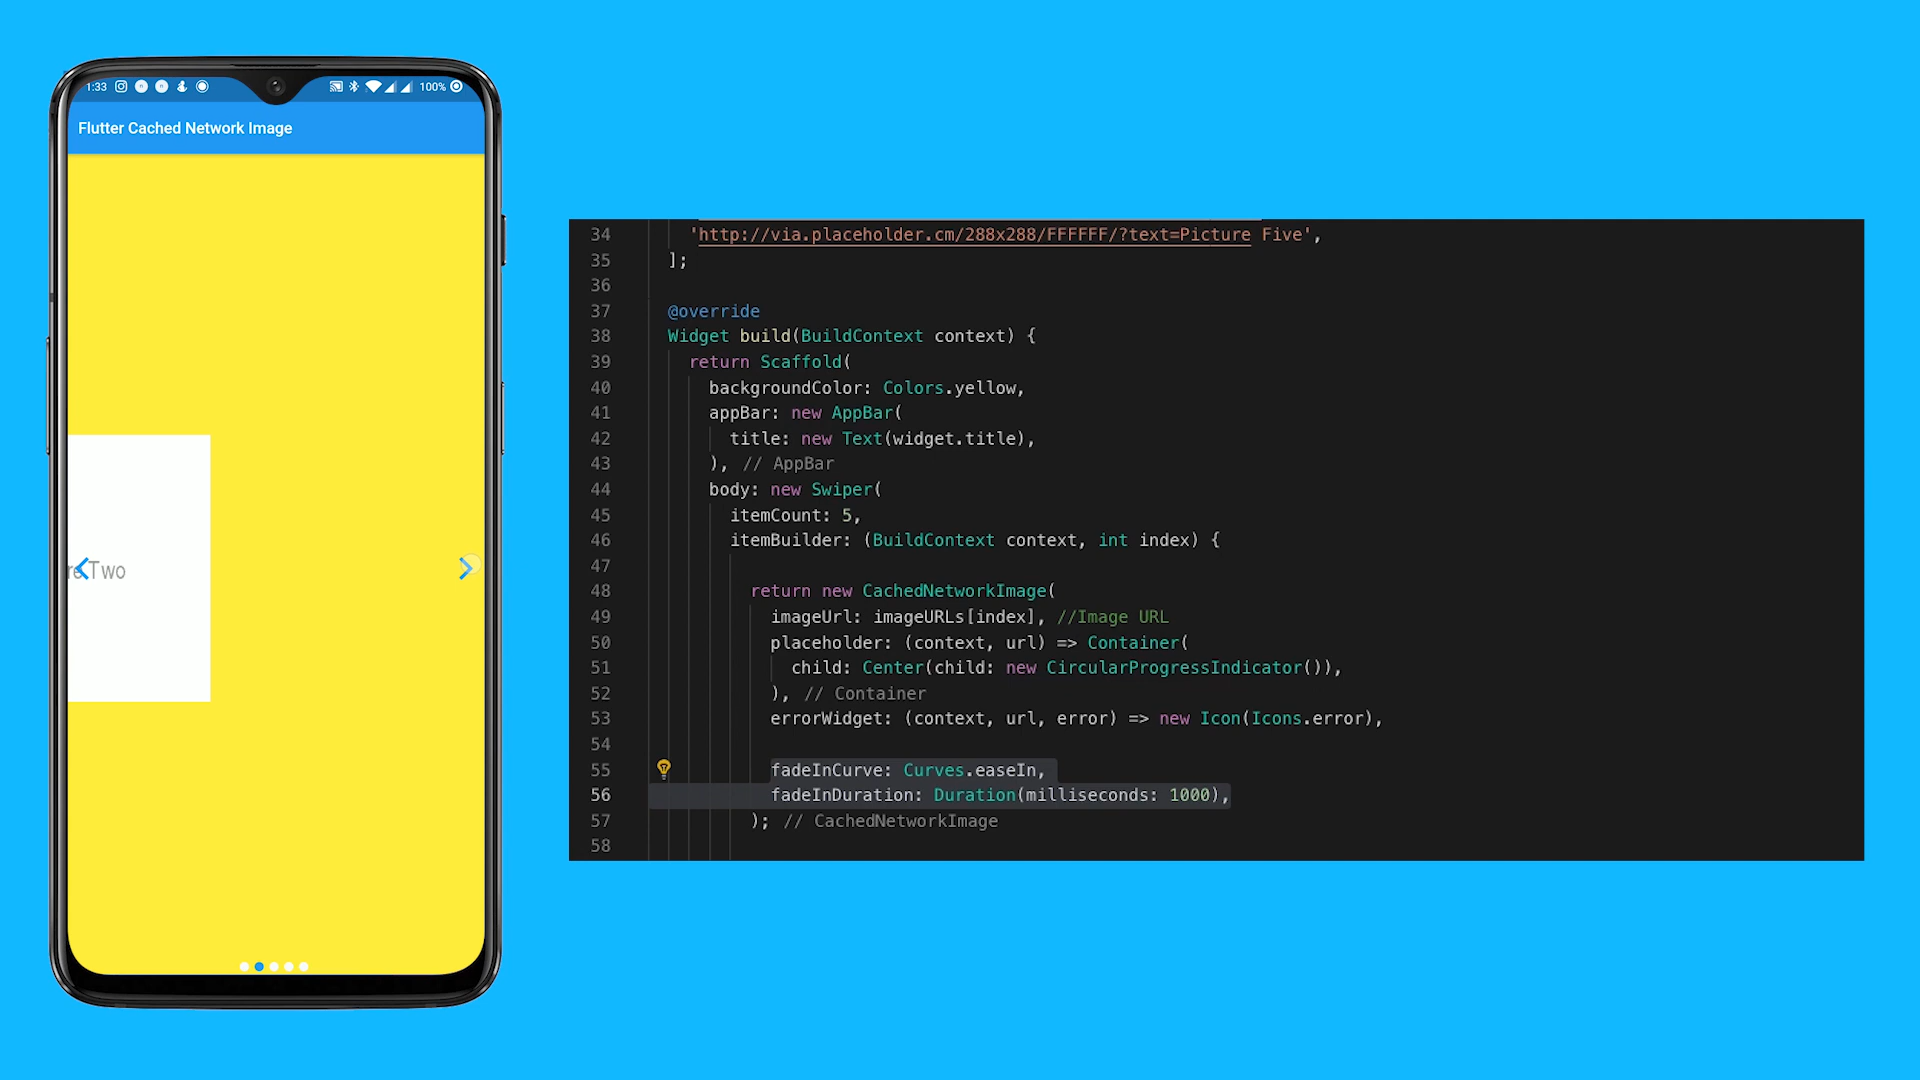 1:33 100%
Flutter Cached Network Image
re Two
34 'http://via.placeholder.cm/288x288/FFFFFF/?text=Picture Five',
35 ];
36
37 @override
38 Widget build(BuildContext context) {
39 return Scaffold(
40 backgroundColor: Colors.yellow,
41 appBar: new AppBar(
42 title: new Text(widget.title),
43 ), // AppBar
44 body: new Swiper(
45 itemCount: 5,
46 itemBuilder: (BuildContext context, int index) {
47
48 return new CachedNetworkImage(
49 imageUrl: imageURLs[index], //Image URL
50 placeholder: (context, url) => Container(
51 child: Center(child: new CircularProgressIndicator()),
52 ), // Container
53 errorWidget: (context, url, error) => new Icon(Icons.error),
54
55 fadeInCurve: Curves.easeIn,
56 fadeInDuration: Duration(milliseconds: 1000),
57 ); // CachedNetworkImage
58